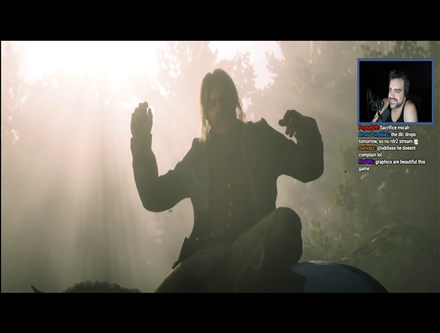 Sacrifice micah
the dlc drops
tomorrow, so no rdr2 stream
@oddisss he doesnt
complain lol
graphics are beautiful this
game